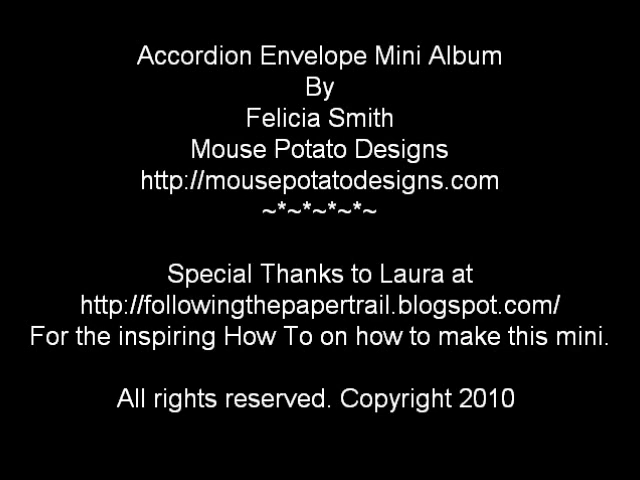 Accordion Envelope Mini Album
By
Felicia Smith
Mouse Potato Designs
http://mousepotatodesigns.com
~*~*~*~*~
Special Thanks to Laura at
http://followingthepapertrail.blogspot.com/
For the inspiring How To on how to make this mini.
All rights reserved. Copyright 2010